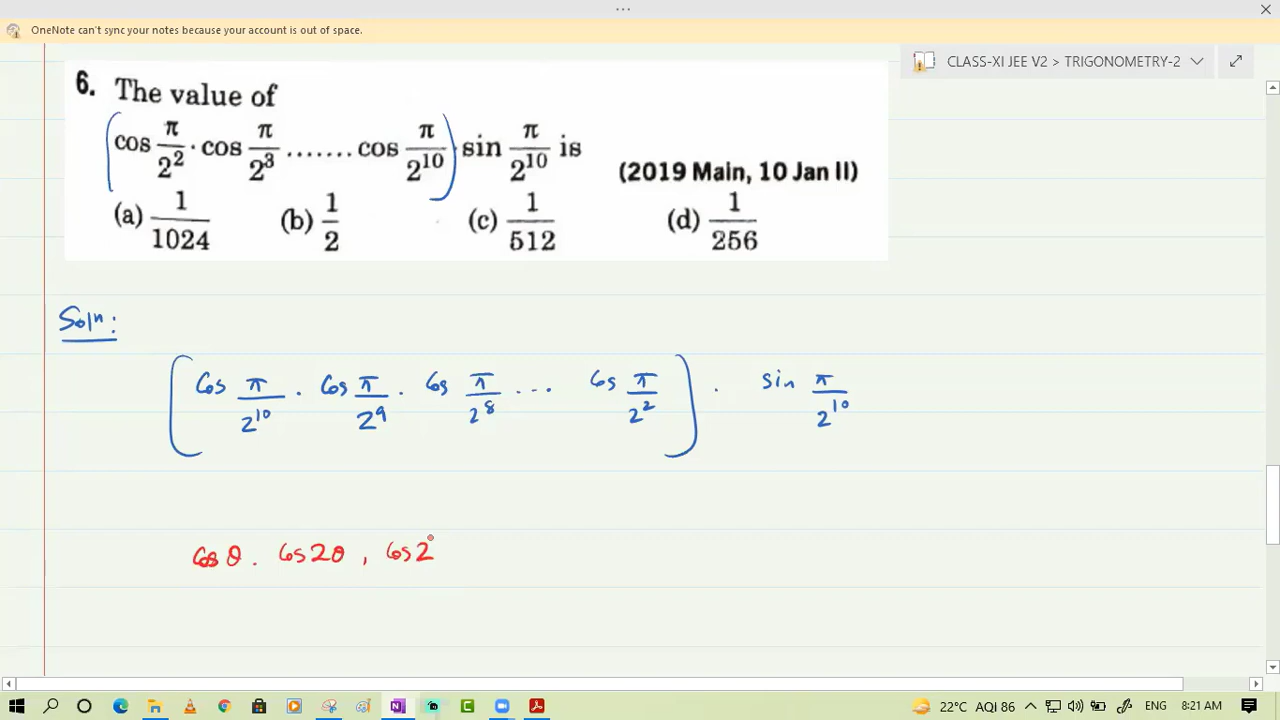 OneNote can't sync your notes because your account is out of space.
CLASS-XI JEE V2 > TRIGONOMETRY-2
6. The value of
cos π/2² · cos π/2³ ....... cos π/2¹⁰ · sin π/2¹⁰ is
(2019 Main, 10 Jan II)
(a) 1/1024 (b) 1/2 (c) 1/512 (d) 1/256
Solⁿ:
(Cos π/2¹⁰ . Cos π/2⁹ . Cos π/2⁸ ... Cos π/2²) . sin π/2¹⁰
Cos θ . Cos 2θ , Cos 2
22°C AQI 86 ENG 8:21 AM